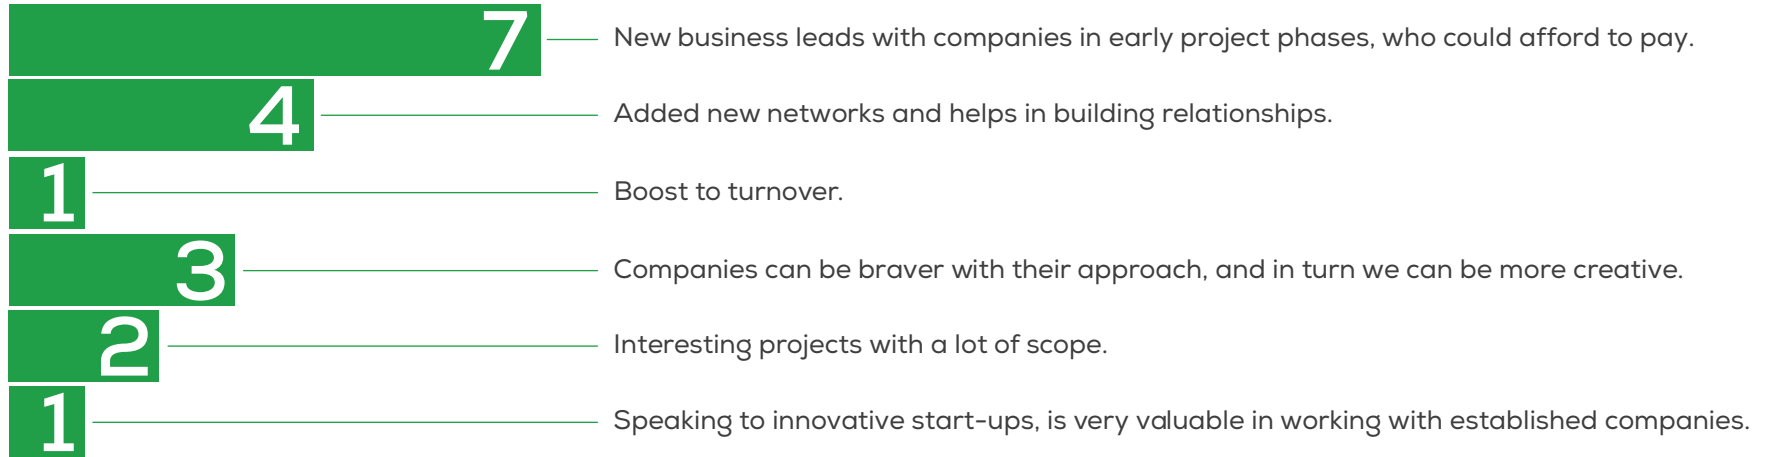 7 New business leads with companies in early project phases, who could afford to pay.
4 Added new networks and helps in building relationships.
1 Boost to turnover.
3 Companies can be braver with their approach, and in turn we can be more creative.
2 Interesting projects with a lot of scope.
1 Speaking to innovative start-ups, is very valuable in working with established companies.